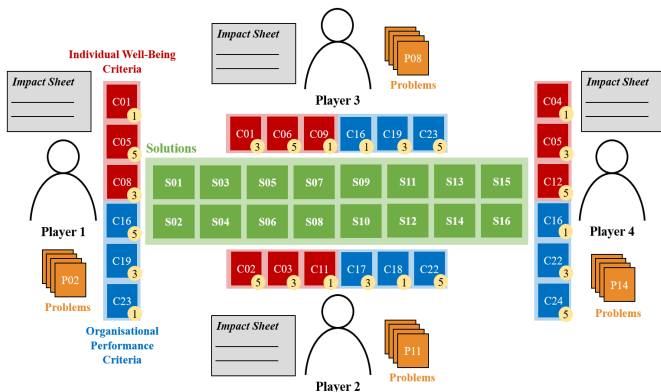 Impact Sheet
P08
Problems
Player 3
Individual Well-Being
Criteria
Impact Sheet
Player 1
P02
Problems
C01
1
C05
5
C08
3
C16
5
C19
3
C23
1
Organisational
Performance
Criteria
C01
3
C06
5
C09
1
C16
1
C19
3
C23
5
Solutions
S01 S03 S05 S07 S09 S11 S13 S15
S02 S04 S06 S08 S10 S12 S14 S16
C02
5
C03
3
C11
1
C17
3
C18
1
C22
5
Impact Sheet
P11
Problems
Player 2
C04
1
C05
3
C12
5
C16
1
C22
3
C24
5
Impact Sheet
Player 4
P14
Problems